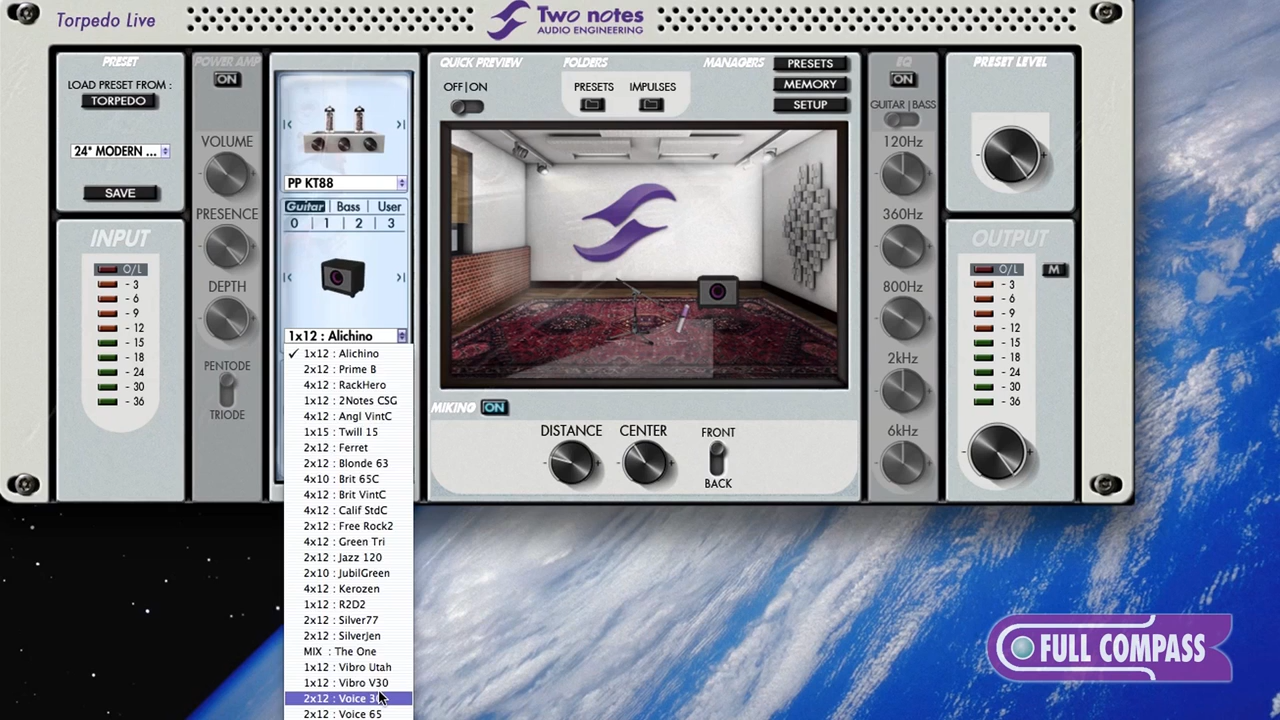 Torpedo Live
Two notes
AUDIO ENGINEERING
PRESET
LOAD PRESET FROM :
TORPEDO
24* MODERN ...
SAVE
INPUT
O/L
- 3
- 6
- 9
- 12
- 15
- 18
- 24
- 30
- 36
POWER AMP
ON
VOLUME
PRESENCE
DEPTH
PENTODE
TRIODE
PP KT88
Guitar | Bass | User
0 | 1 | 2 | 3
1x12 : Alichino
✓ 1x12 : Alichino
2x12 : Prime B
4x12 : RackHero
1x12 : 2Notes CSG
4x12 : Angl VintC
1x15 : Twill 15
2x12 : Ferret
2x12 : Blonde 63
4x10 : Brit 65C
4x12 : Brit VintC
4x12 : Calif StdC
2x12 : Free Rock2
4x12 : Green Tri
2x12 : Jazz 120
2x10 : JubilGreen
4x12 : Kerozen
1x12 : R2D2
2x12 : Silver77
2x12 : SilverJen
MIX : The One
1x12 : Vibro Utah
1x12 : Vibro V30
2x12 : Voice
2x12 : Voice 65
QUICK PREVIEW
OFF|ON
FOLDERS
PRESETS
IMPULSES
MANAGERS
PRESETS
MEMORY
SETUP
MIKING ON
DISTANCE
CENTER
FRONT
BACK
EQ
ON
GUITAR|BASS
120Hz
360Hz
800Hz
2kHz
6kHz
PRESET LEVEL
- +
OUTPUT
O/L
M
- 3
- 6
- 9
- 12
- 15
- 18
- 24
- 30
- 36
FULL COMPASS